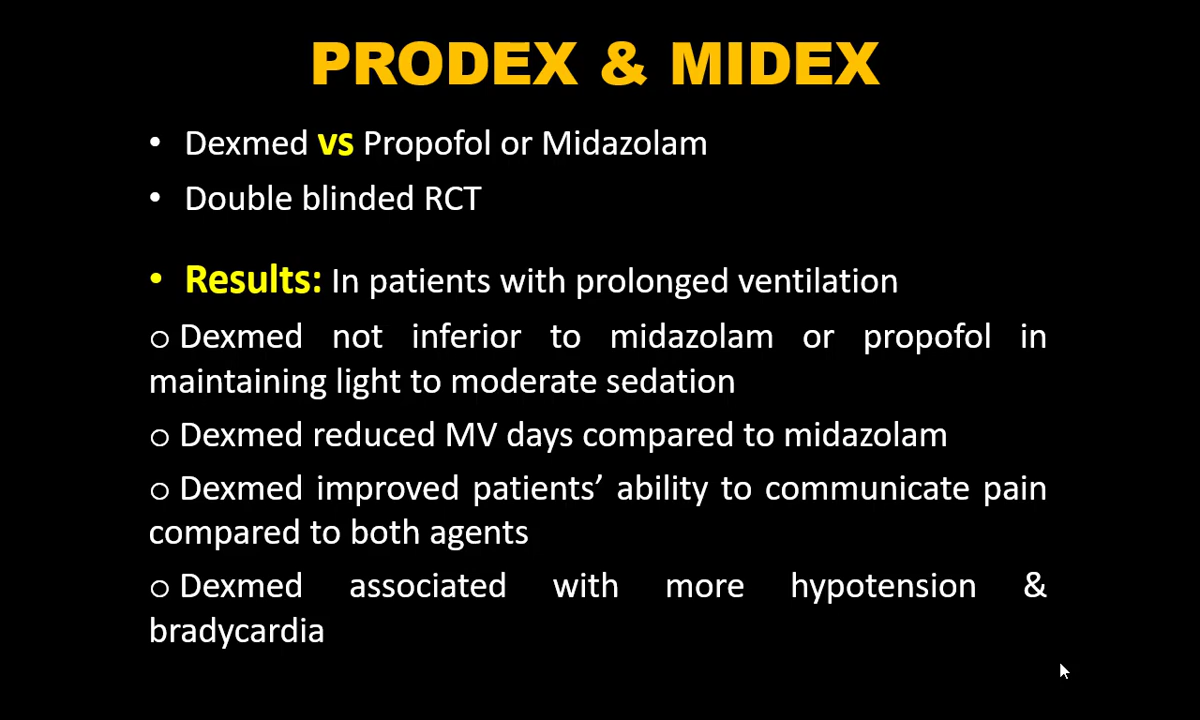 PRODEX & MIDEX
• Dexmed vs Propofol or Midazolam
• Double blinded RCT
• Results: In patients with prolonged ventilation
o Dexmed not inferior to midazolam or propofol in
maintaining light to moderate sedation
o Dexmed reduced MV days compared to midazolam
o Dexmed improved patients’ ability to communicate pain
compared to both agents
o Dexmed associated with more hypotension &
bradycardia